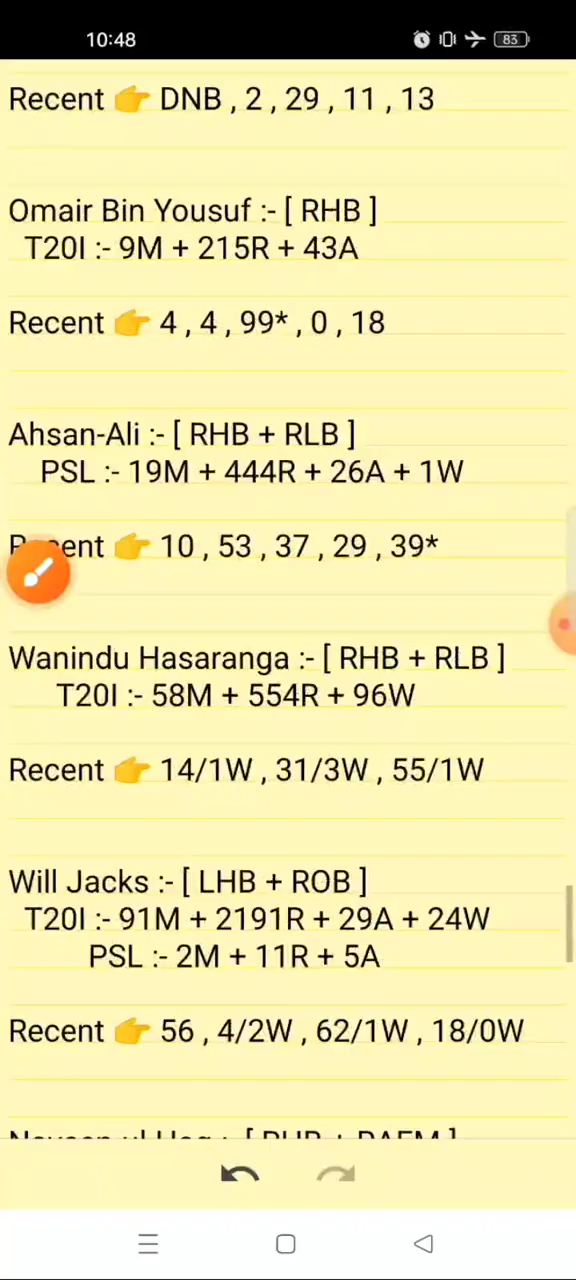 10:48
83
Recent 👉 DNB , 2 , 29 , 11 , 13
Omair Bin Yousuf :- [ RHB ]
T20I :- 9M + 215R + 43A
Recent 👉 4 , 4 , 99* , 0 , 18
Ahsan-Ali :- [ RHB + RLB ]
PSL :- 19M + 444R + 26A + 1W
Recent 👉 10 , 53 , 37 , 29 , 39*
Wanindu Hasaranga :- [ RHB + RLB ]
T20I :- 58M + 554R + 96W
Recent 👉 14/1W , 31/3W , 55/1W
Will Jacks :- [ LHB + ROB ]
T20I :- 91M + 2191R + 29A + 24W
PSL :- 2M + 11R + 5A
Recent 👉 56 , 4/2W , 62/1W , 18/0W